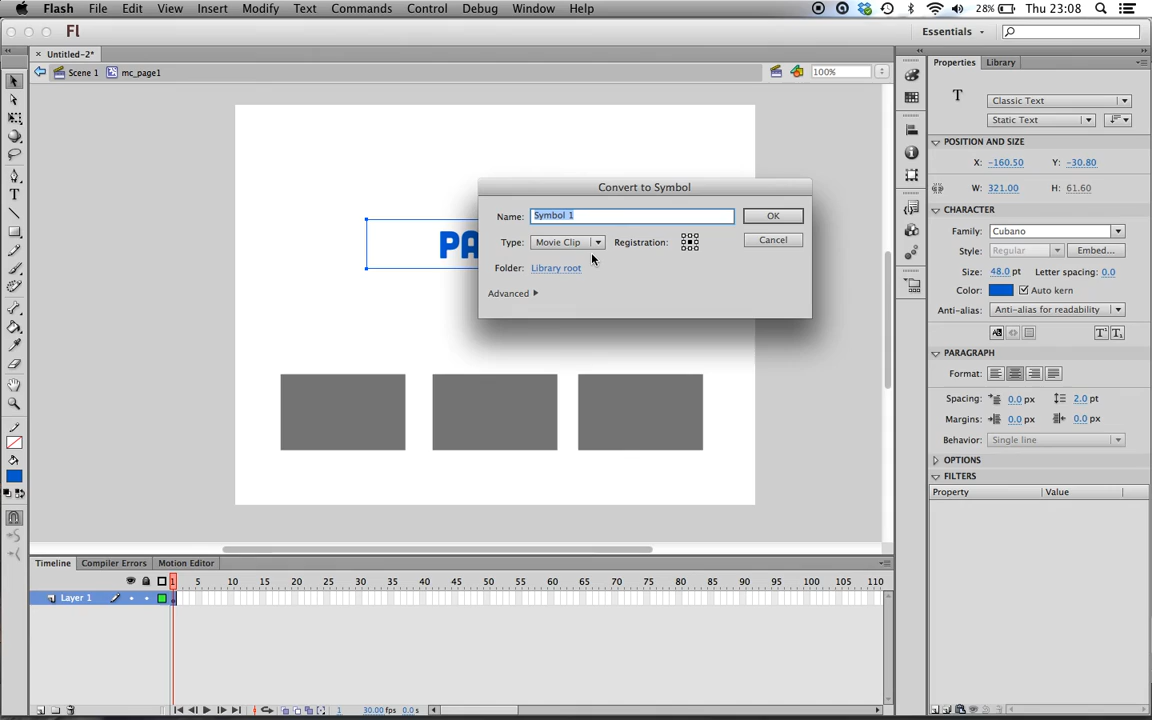 Flash File Edit View Insert Modify Text Commands Control Debug Window Help 28% Thu 23:08
Fl Essentials
Untitled-2*
Scene 1 mc_page1 100%
Properties Library
T Classic Text
Static Text
POSITION AND SIZE
X: -160.50 Y: -30.80
W: 321.00 H: 61.60
CHARACTER
Family: Cubano
Style: Regular Embed...
Size: 48.0 pt Letter spacing: 0.0
Color: Auto kern
Anti-alias: Anti-alias for readability
PARAGRAPH
Format:
Spacing: 0.0 px 2.0 pt
Margins: 0.0 px 0.0 px
Behavior: Single line
OPTIONS
FILTERS
Property Value
PA
Convert to Symbol
Name: Symbol 1 OK
Type: Movie Clip Registration: Cancel
Folder: Library root
Advanced
Timeline Compiler Errors Motion Editor
1 5 10 15 20 25 30 35 40 45 50 55 60 65 70 75 80 85 90 95 100 105 110
Layer 1
1 30.00 fps 0.0 s